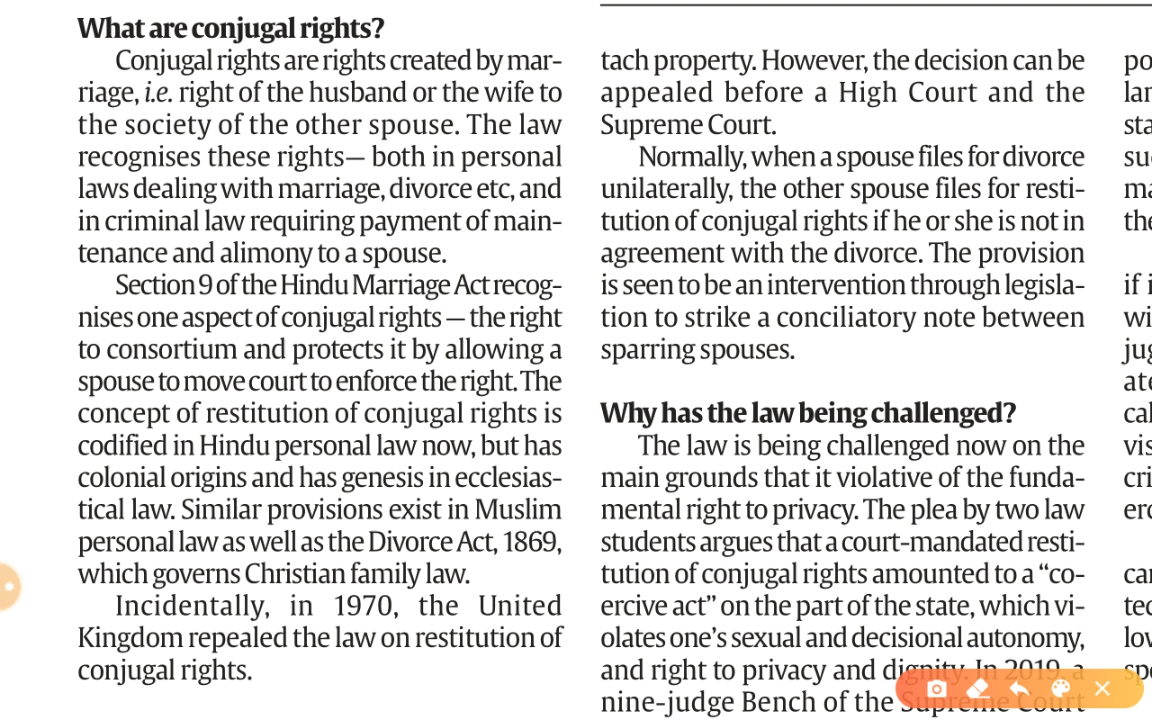 What are conjugal rights?
Conjugal rights are rights created by mar-
riage, i.e. right of the husband or the wife to
the society of the other spouse. The law
recognises these rights— both in personal
laws dealing with marriage, divorce etc, and
in criminal law requiring payment of main-
tenance and alimony to a spouse.
Section 9 of the Hindu Marriage Act recog-
nises one aspect of conjugal rights — the right
to consortium and protects it by allowing a
spouse to move court to enforce the right. The
concept of restitution of conjugal rights is
codified in Hindu personal law now, but has
colonial origins and has genesis in ecclesias-
tical law. Similar provisions exist in Muslim
personal law as well as the Divorce Act, 1869,
which governs Christian family law.
Incidentally, in 1970, the United
Kingdom repealed the law on restitution of
conjugal rights.
tach property. However, the decision can be
appealed before a High Court and the
Supreme Court.
Normally, when a spouse files for divorce
unilaterally, the other spouse files for resti-
tution of conjugal rights if he or she is not in
agreement with the divorce. The provision
is seen to be an intervention through legisla-
tion to strike a conciliatory note between
sparring spouses.
Why has the law being challenged?
The law is being challenged now on the
main grounds that it violative of the funda-
mental right to privacy. The plea by two law
students argues that a court-mandated resti-
tution of conjugal rights amounted to a “co-
ercive act” on the part of the state, which vi-
olates one’s sexual and decisional autonomy,
and right to privacy and dignity. In 2019, a
nine-judge Bench of the Supreme Court